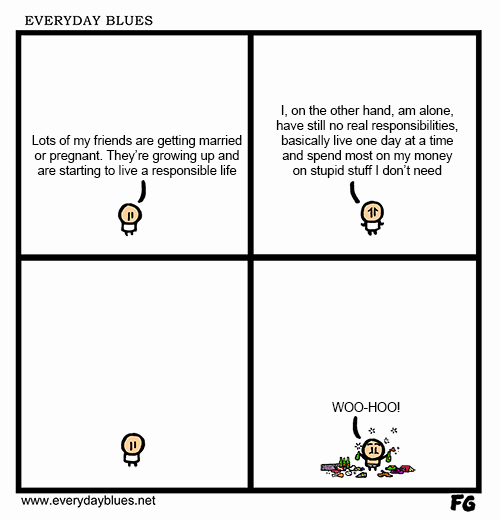 EVERYDAY BLUES
Lots of my friends are getting married
or pregnant. They're growing up and
are starting to live a responsible life
I, on the other hand, am alone,
have still no real responsibilities,
basically live one day at a time
and spend most on my money
on stupid stuff I don't need
WOO-HOO!
www.everydayblues.net
FG